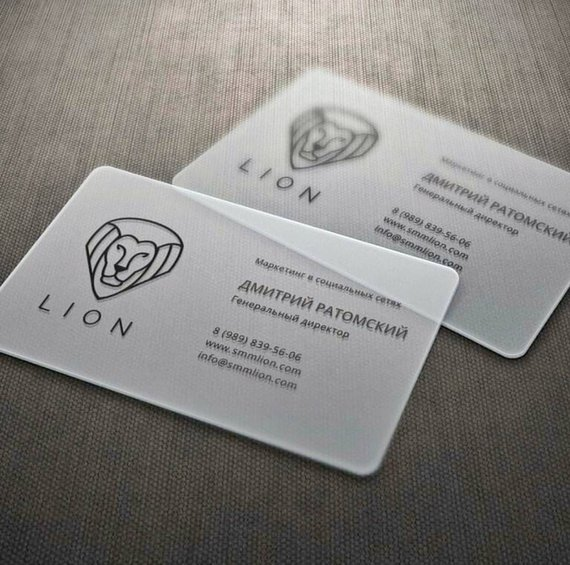 LION
Маркетинг в социальных сетях
ДМИТРИЙ РАТОМСКИЙ
Генеральный директор
8 (989) 839-56-06
www.smmlion.com
info@smmlion.com
LION
Маркетинг в социальных сетях
ДМИТРИЙ РАТОМСКИЙ
Генеральный директор
8 (989) 839-56-06
www.smmlion.com
info@smmlion.com